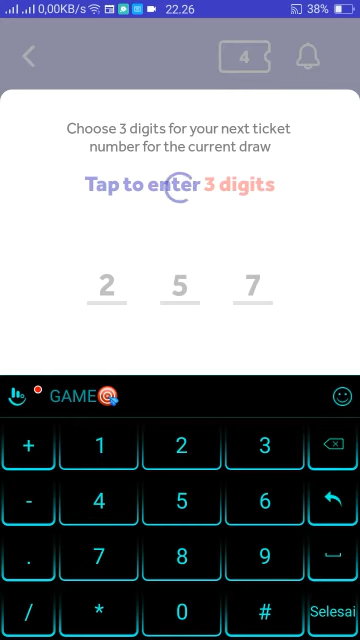 0,00KB/s 22.26 38%
4
Choose 3 digits for your next ticket
number for the current draw
Tap to enter 3 digits
2 5 7
GAME🎯
+ 1 2 3
- 4 5 6
. 7 8 9
/ * 0 # Selesai